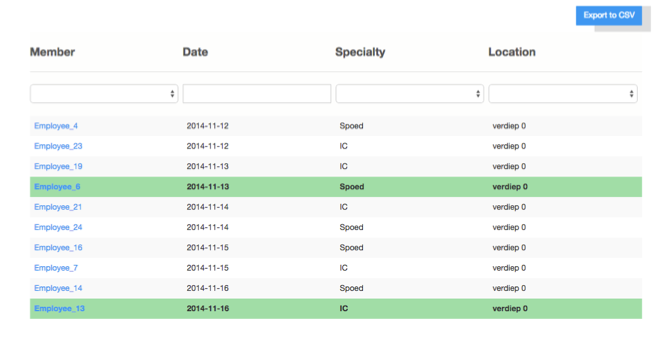 Export to CSV
Member Date Specialty Location
Employee_4 2014-11-12 Spoed verdiep 0
Employee_23 2014-11-12 IC verdiep 0
Employee_19 2014-11-13 IC verdiep 0
Employee_6 2014-11-13 Spoed verdiep 0
Employee_21 2014-11-14 IC verdiep 0
Employee_24 2014-11-14 Spoed verdiep 0
Employee_16 2014-11-15 Spoed verdiep 0
Employee_7 2014-11-15 IC verdiep 0
Employee_14 2014-11-16 Spoed verdiep 0
Employee_13 2014-11-16 IC verdiep 0